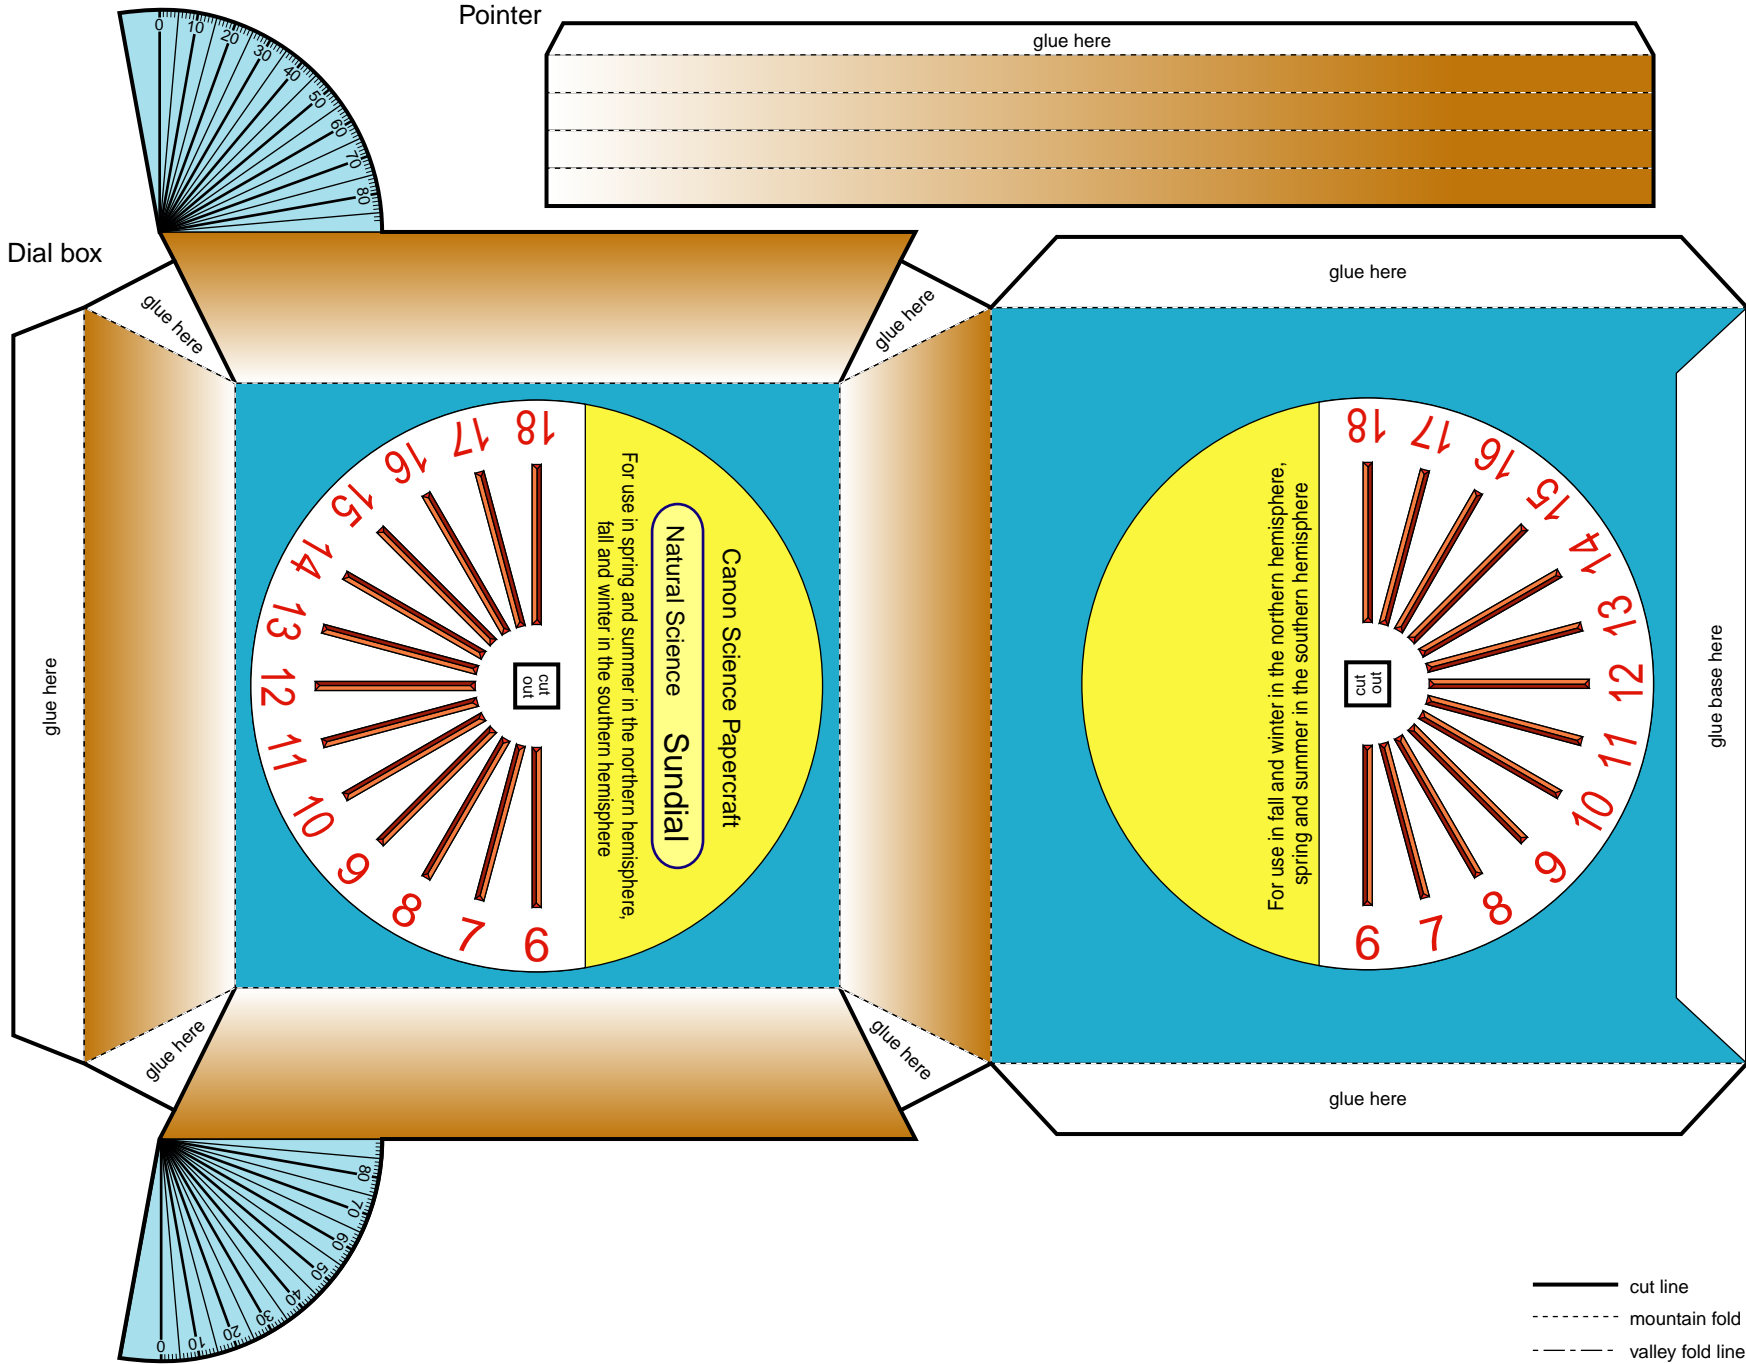 Pointer
glue here
0
10
20
30
40
50
60
70
80
Dial box
glue here
glue here
glue here
glue here
18
17
16
15
14
13
12
11
10
9
8
7
6
cut
out
Canon Science Papercraft
Natural Science Sundial
For use in spring and summer in the northern hemisphere,
fall and winter in the southern hemisphere
For use in fall and winter in the northern hemisphere,
spring and summer in the southern hemisphere
18
17
16
15
14
13
12
11
10
9
8
7
6
cut
out
glue base here
glue here
glue here
glue here
glue here
80
70
60
50
40
30
20
10
0
cut line
mountain fold
valley fold line